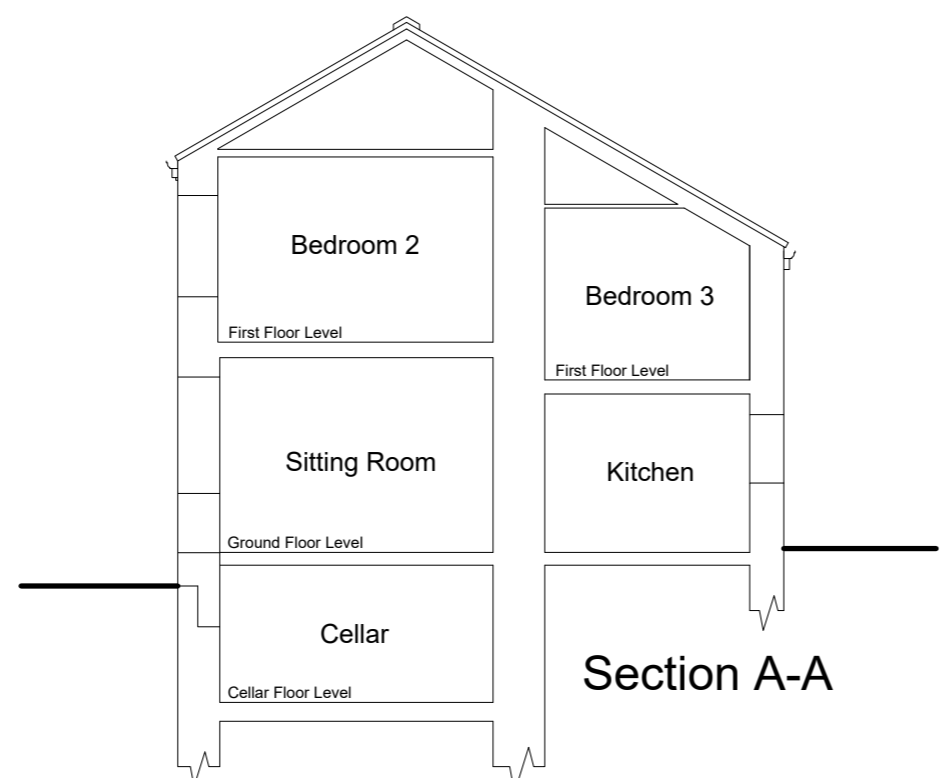 Bedroom 2
Bedroom 3
First Floor Level
First Floor Level
Sitting Room
Kitchen
Ground Floor Level
Cellar
Section A-A
Cellar Floor Level